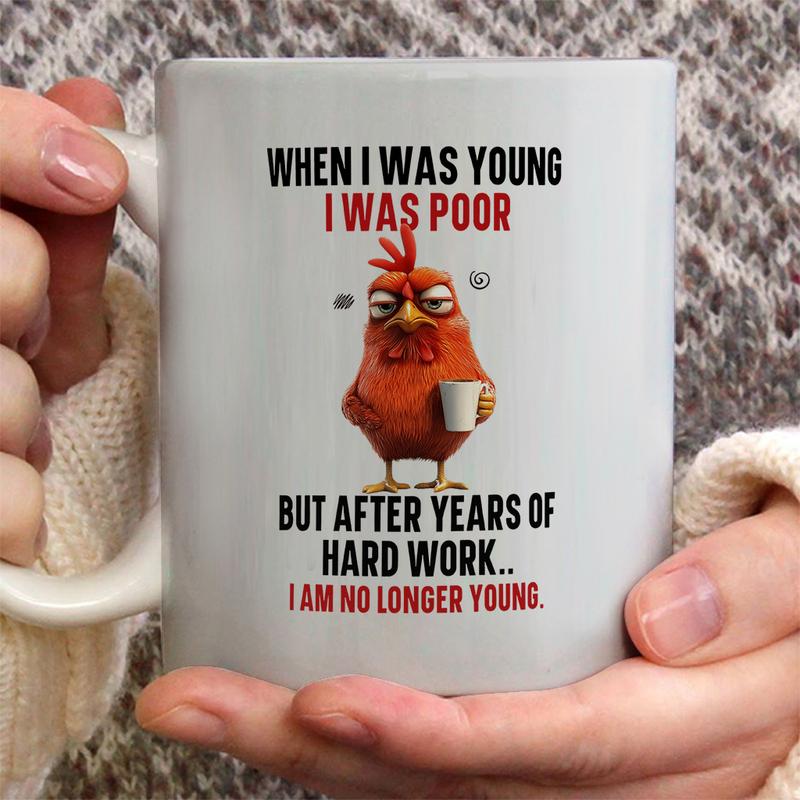 WHEN I WAS YOUNG
I WAS POOR
BUT AFTER YEARS OF
HARD WORK..
I AM NO LONGER YOUNG.